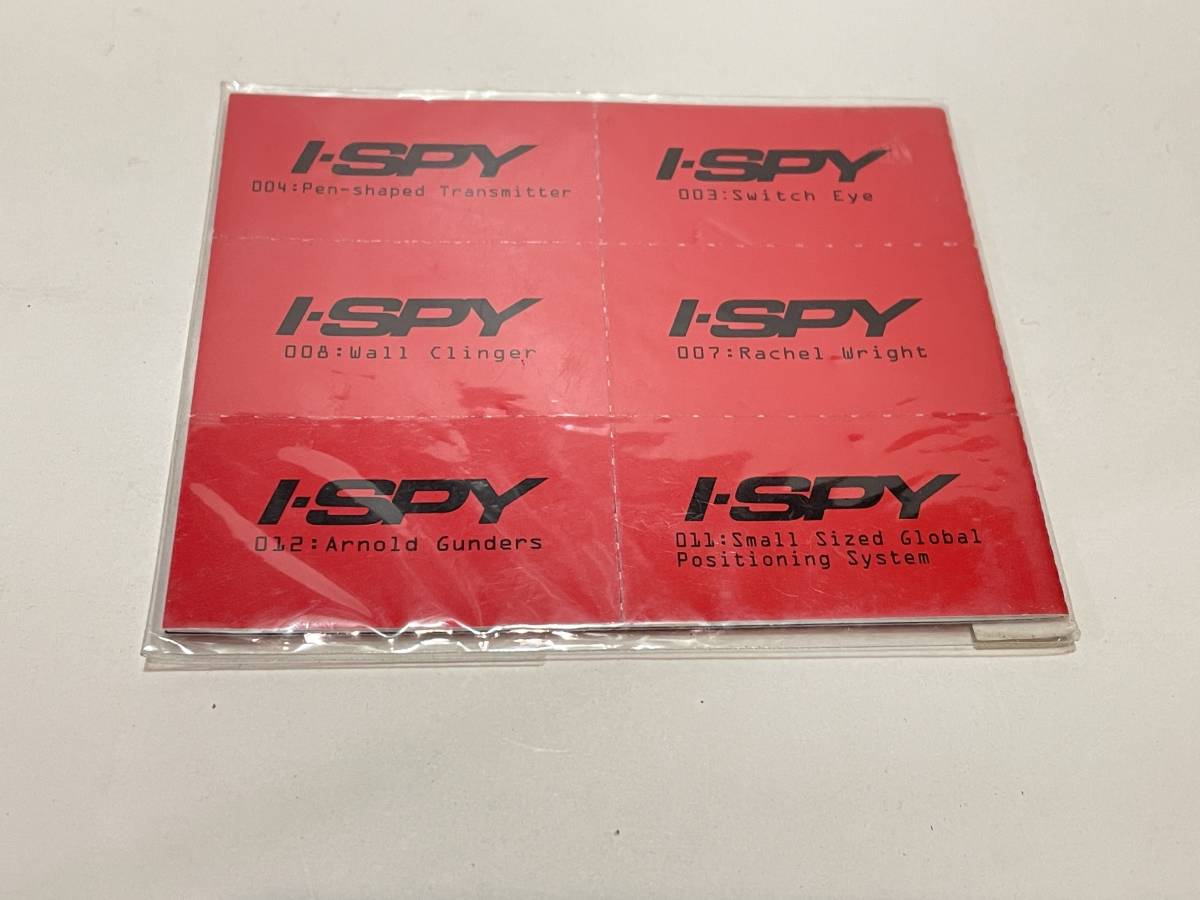 I-SPY
004:Pen-shaped Transmitter
I-SPY
003:Switch Eye
I-SPY
008:Wall Clinger
I-SPY
007:Rachel Wright
I-SPY
012:Arnold Gunders
I-SPY
011:Small Sized Global
Positioning System